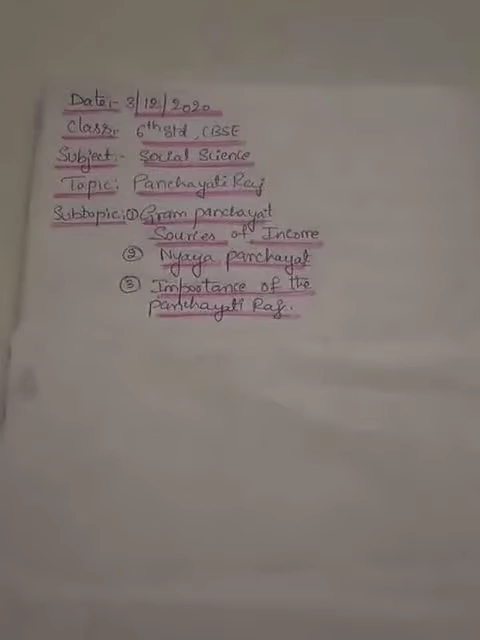 Date:- 3/12/2020
Class:- 6th Std, CBSE
Subject:- Social Science
Topic: Panchayati Raj
Subtopic: ① Gram panchayat
Sources of Income
② Nyaya panchayat
③ Importance of the
panchayati Raj.